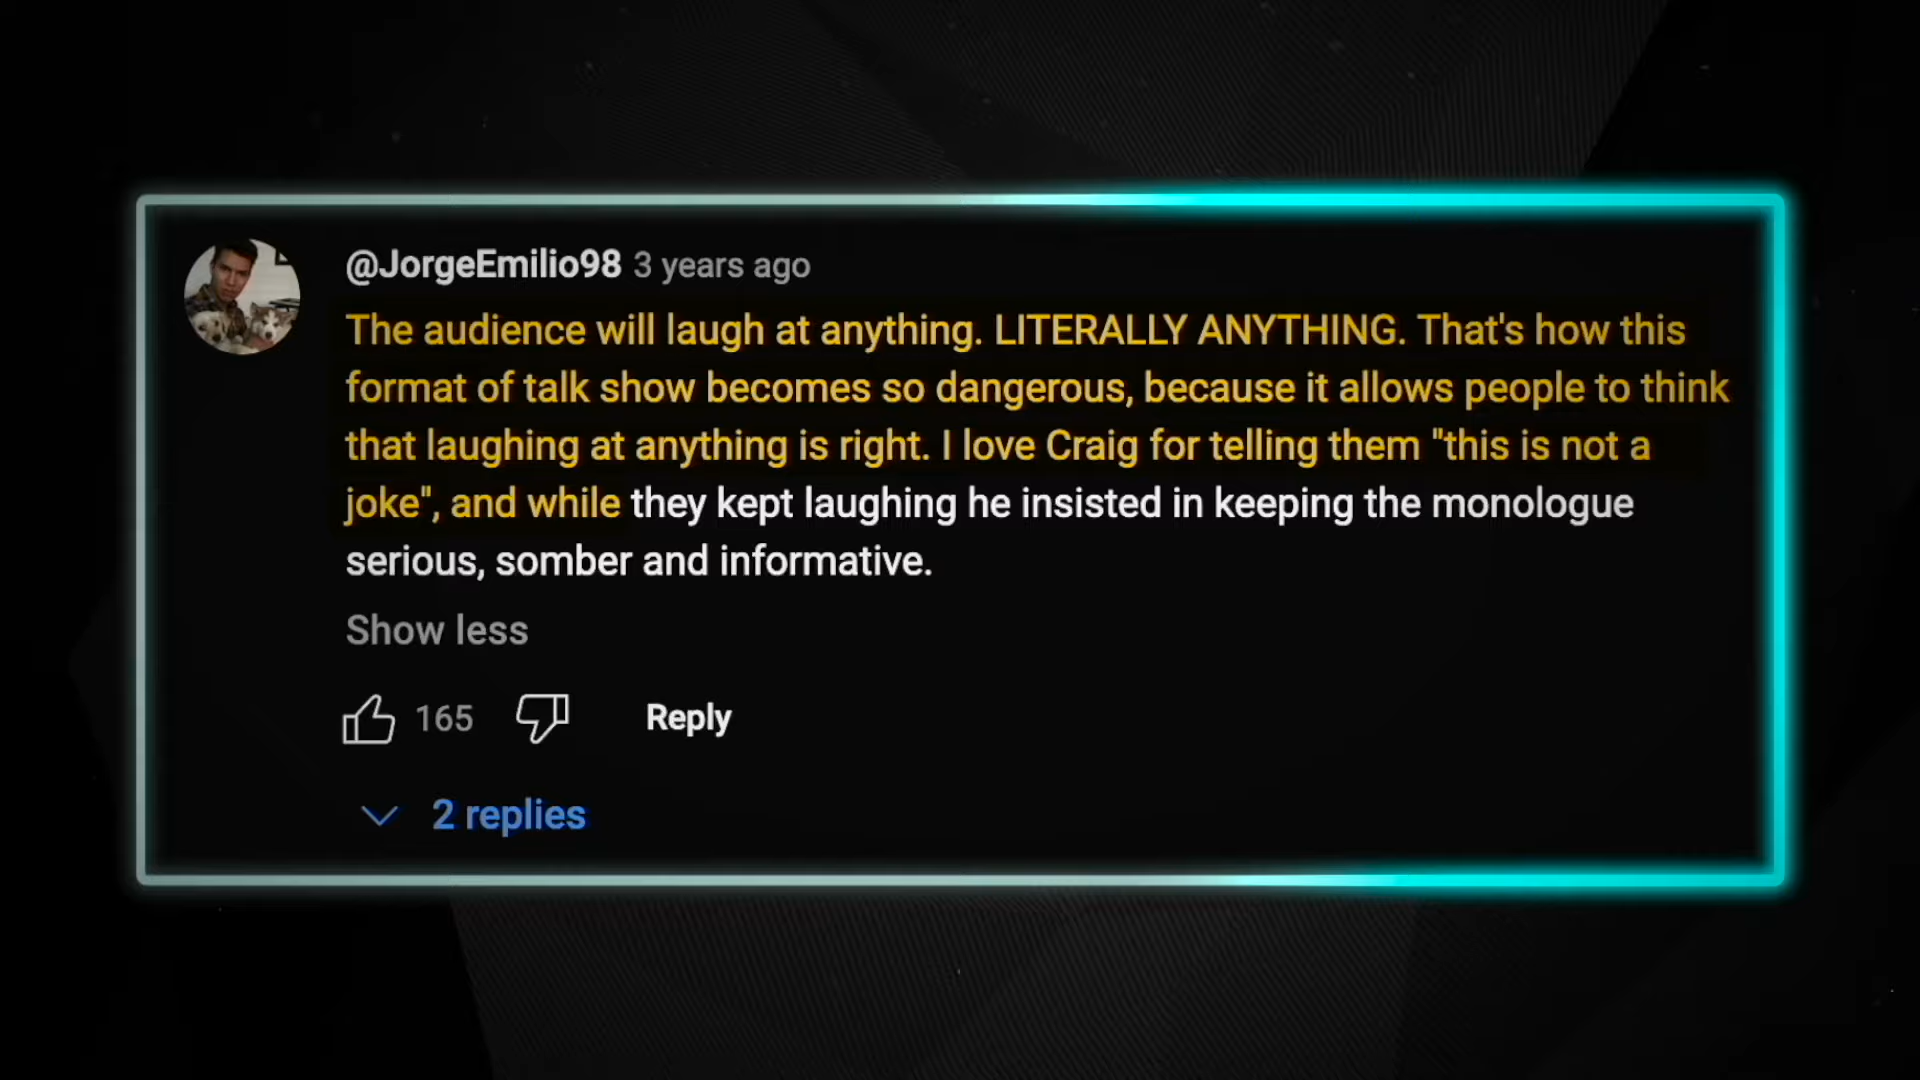 @JorgeEmilio98 3 years ago
The audience will laugh at anything. LITERALLY ANYTHING. That's how this
format of talk show becomes so dangerous, because it allows people to think
that laughing at anything is right. I love Craig for telling them "this is not a
joke", and while they kept laughing he insisted in keeping the monologue
serious, somber and informative.
Show less
165 Reply
2 replies